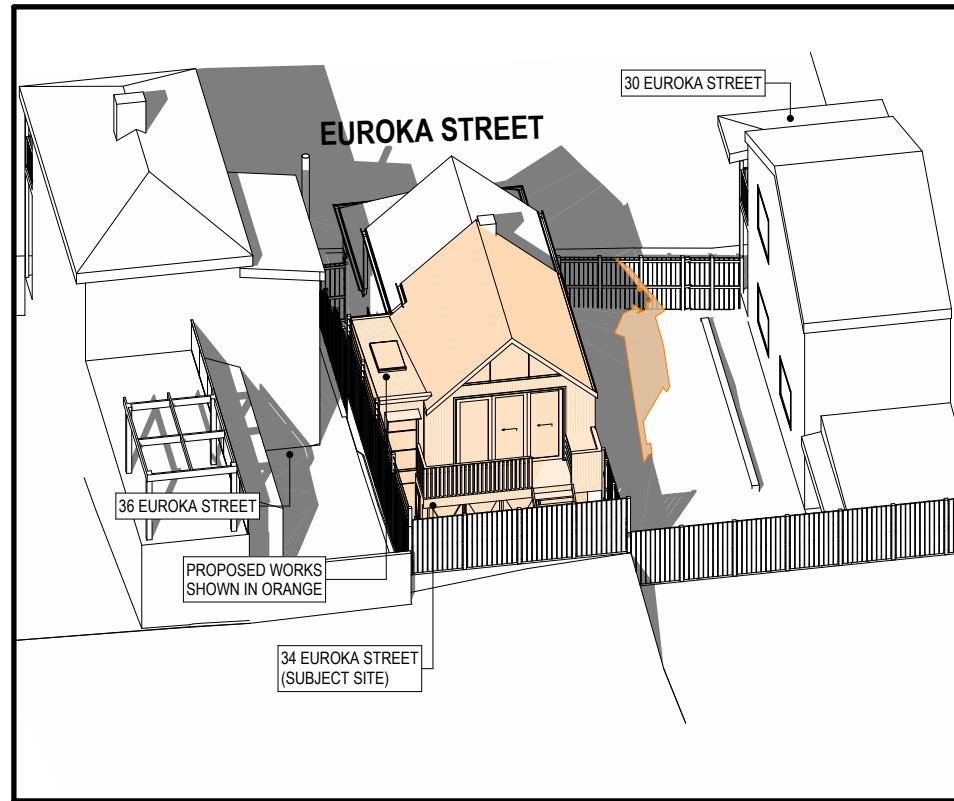 30 EUROKA STREET
EUROKA STREET
36 EUROKA STREET
PROPOSED WORKS
SHOWN IN ORANGE
34 EUROKA STREET
(SUBJECT SITE)